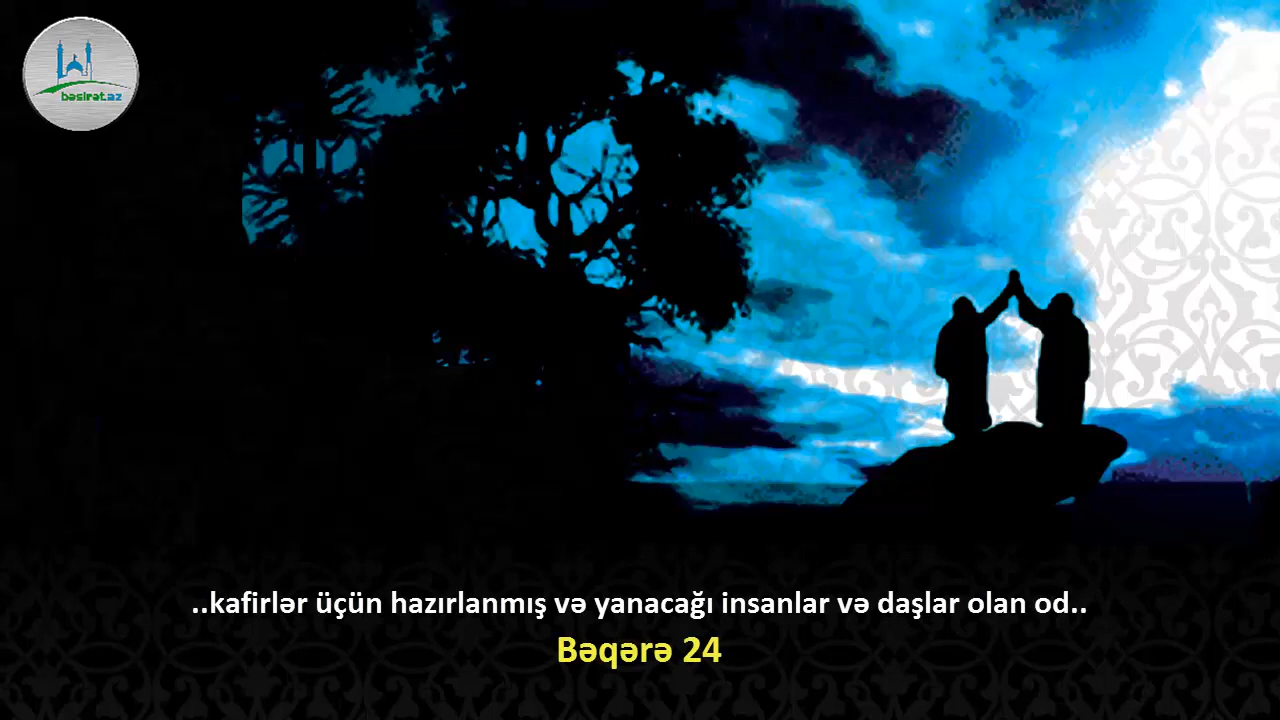 basirat.az
..kafirlər üçün hazırlanmış və yanacağı insanlar və daşlar olan od..
Bəqərə 24